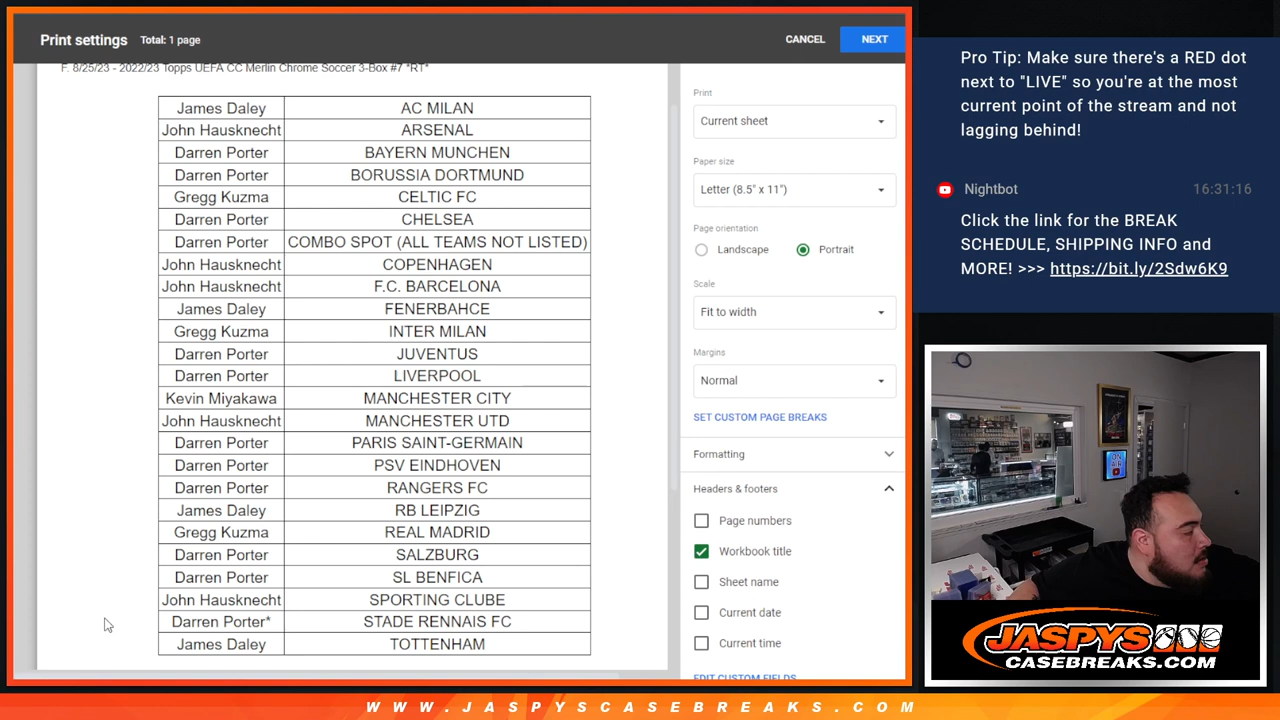 Print settings Total: 1 page CANCEL NEXT
F. 8/25/23 - 2022/23 Topps UEFA CC Merlin Chrome Soccer 3-Box #7 *RT*
James Daley AC MILAN
John Hausknecht ARSENAL
Darren Porter BAYERN MUNCHEN
Darren Porter BORUSSIA DORTMUND
Gregg Kuzma CELTIC FC
Darren Porter CHELSEA
Darren Porter COMBO SPOT (ALL TEAMS NOT LISTED)
John Hausknecht COPENHAGEN
John Hausknecht F.C. BARCELONA
James Daley FENERBAHCE
Gregg Kuzma INTER MILAN
Darren Porter JUVENTUS
Darren Porter LIVERPOOL
Kevin Miyakawa MANCHESTER CITY
John Hausknecht MANCHESTER UTD
Darren Porter PARIS SAINT-GERMAIN
Darren Porter PSV EINDHOVEN
Darren Porter RANGERS FC
James Daley RB LEIPZIG
Gregg Kuzma REAL MADRID
Darren Porter SALZBURG
Darren Porter SL BENFICA
John Hausknecht SPORTING CLUBE
Darren Porter* STADE RENNAIS FC
James Daley TOTTENHAM
Print
Current sheet
Paper size
Letter (8.5" x 11")
Page orientation
Landscape Portrait
Scale
Fit to width
Margins
Normal
SET CUSTOM PAGE BREAKS
Formatting
Headers & footers
Page numbers
Workbook title
Sheet name
Current date
Current time
EDIT CUSTOM FIELDS
Pro Tip: Make sure there's a RED dot
next to "LIVE" so you're at the most
current point of the stream and not
lagging behind!
Nightbot 16:31:16
Click the link for the BREAK
SCHEDULE, SHIPPING INFO and
MORE! >>> https://bit.ly/2Sdw6K9
ON
AIR
JASPYS
CASEBREAKS.COM
WWW.JASPYSCASEBREAKS.COM